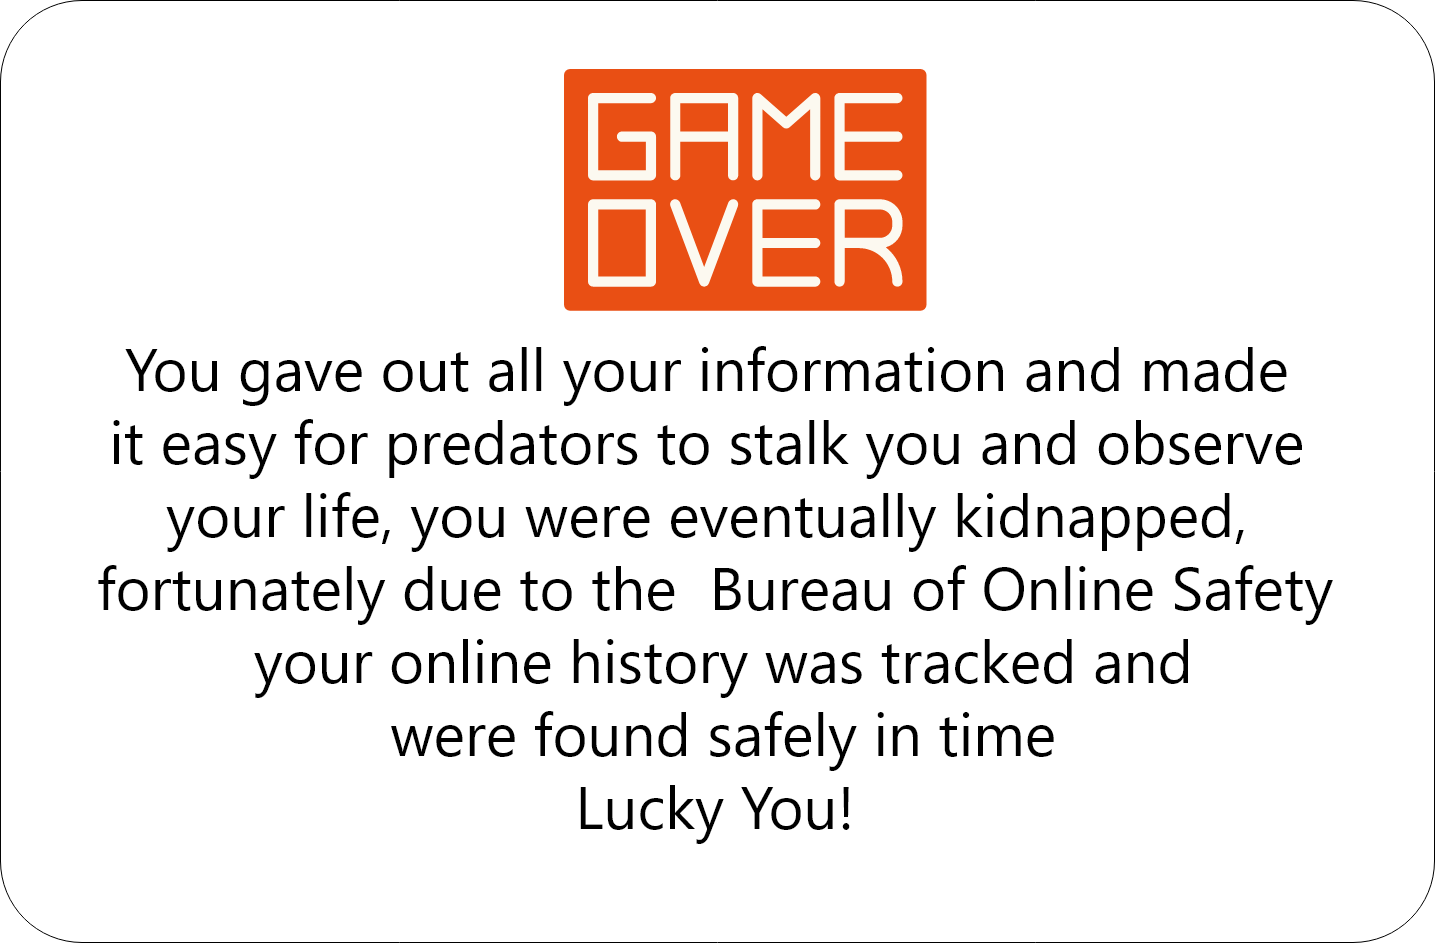 GAME
OVER
You gave out all your information and made
it easy for predators to stalk you and observe
your life, you were eventually kidnapped,
fortunately due to the  Bureau of Online Safety
your online history was tracked and
were found safely in time
Lucky You!